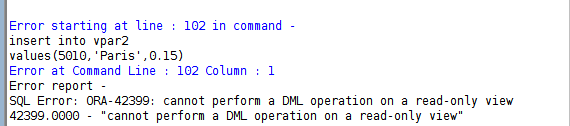 Error starting at line : 102 in command -
insert into vpar2
values(5010,'Paris',0.15)
Error at Command Line : 102 Column : 1
Error report -
SQL Error: ORA-42399: cannot perform a DML operation on a read-only view
42399.0000 - "cannot perform a DML operation on a read-only view"